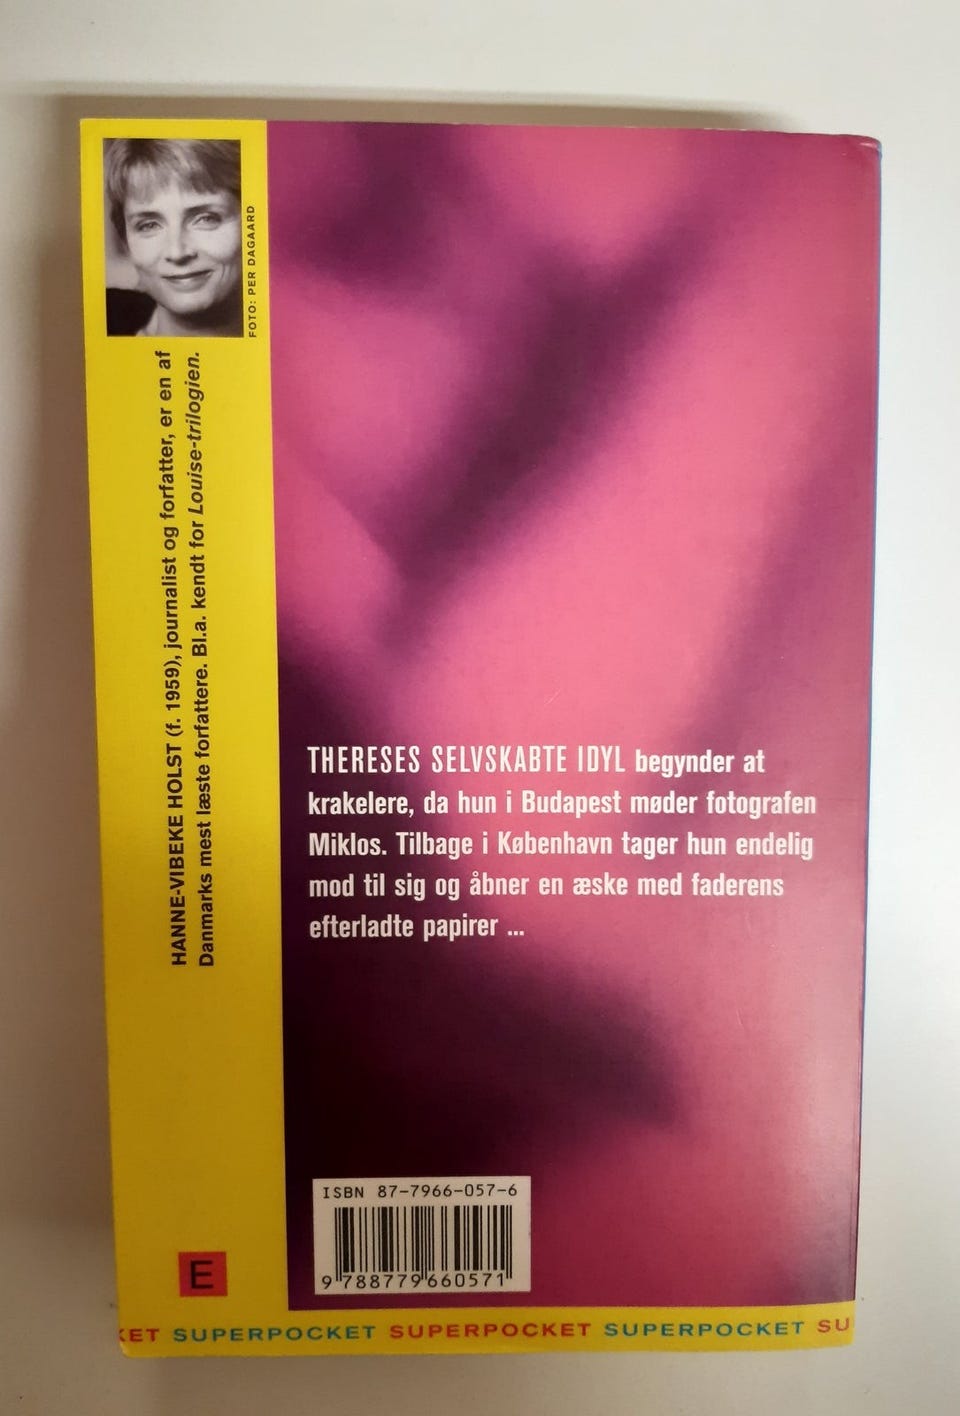 FOTO: PER DAGAARD
HANNE-VIBEKE HOLST (f. 1959), journalist og forfatter, er en af
Danmarks mest læste forfattere. Bl.a. kendt for Louise-trilogien.
THERESES SELVSKABTE IDYL begynder at
krakelere, da hun i Budapest møder fotografen
Miklos. Tilbage i København tager hun endelig
mod til sig og åbner en æske med faderens
efterladte papirer ...
ISBN 87-7966-057-6
9 788779 660571
E
KET SUPERPOCKET SUPERPOCKET SUPERPOCKET SU